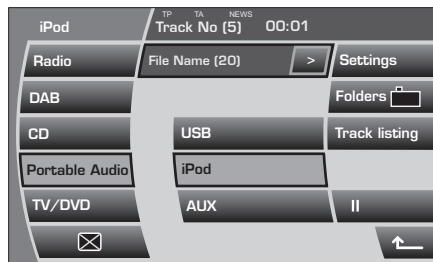 iPod
TP TA NEWS
Track No (5) 00:01
Radio
File Name (20) >
Settings
DAB
Folders
CD
USB
Track listing
Portable Audio
iPod
TV/DVD
AUX
II